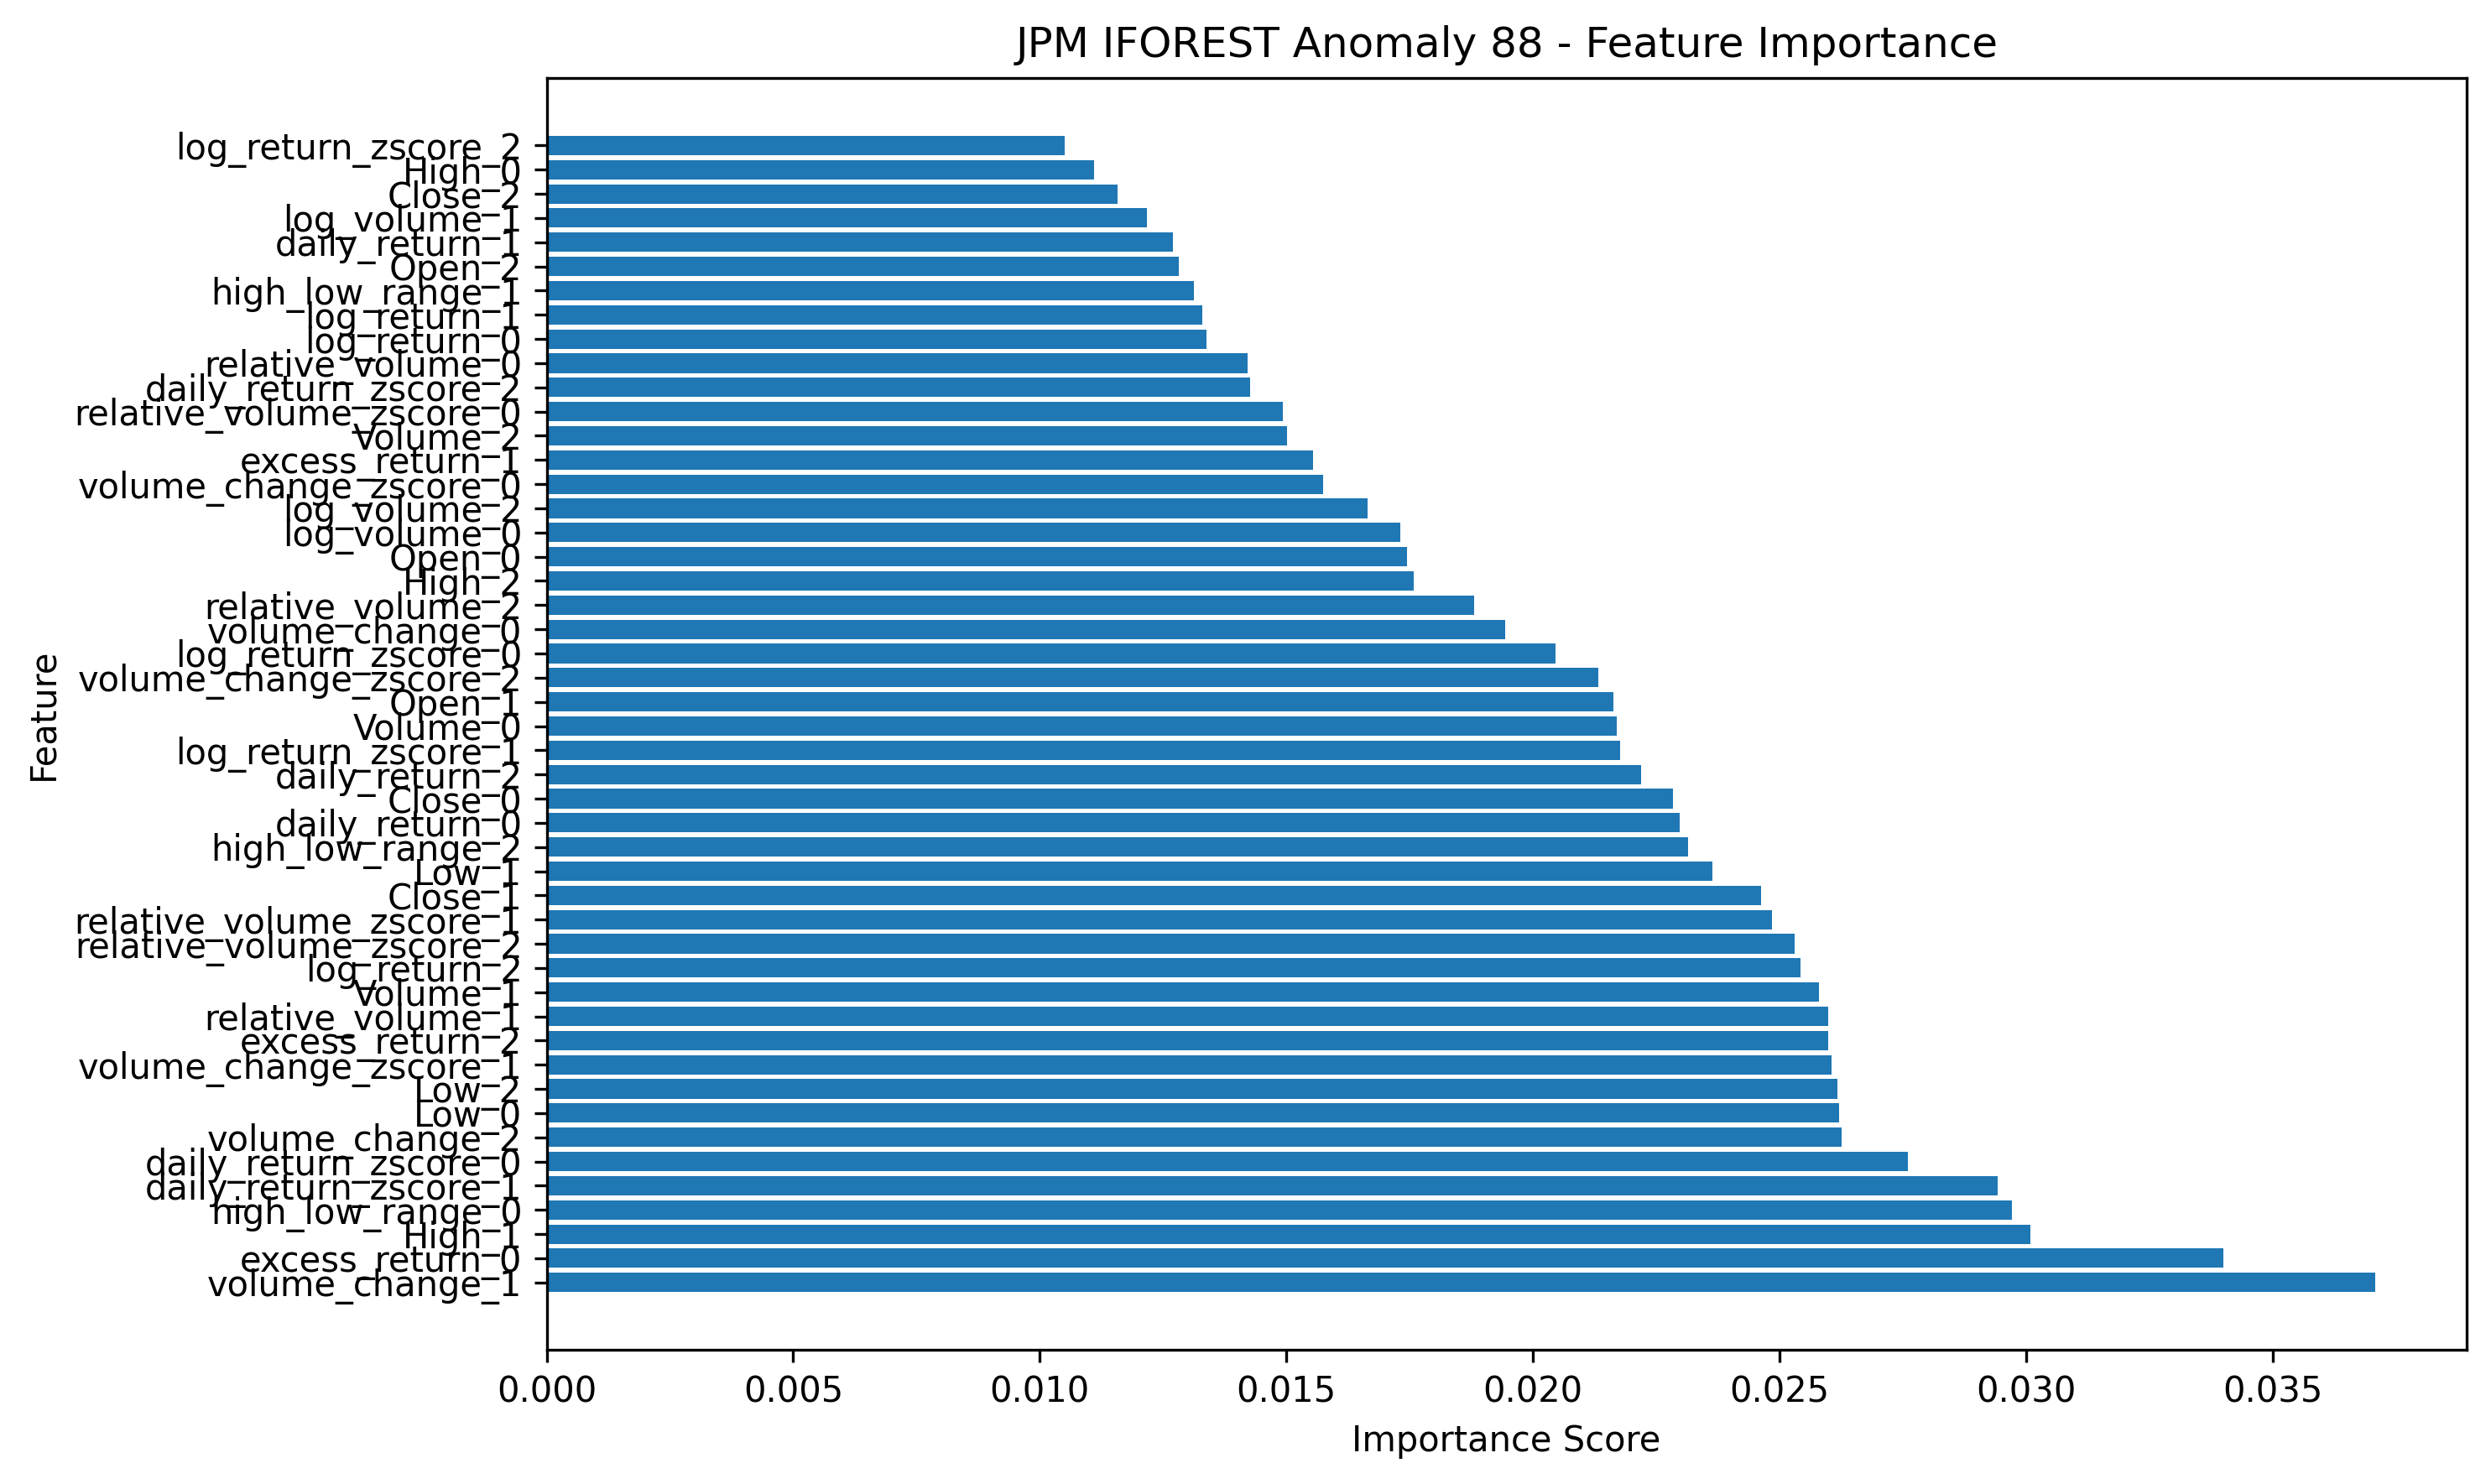 JPM IFOREST Anomaly 88 - Feature Importance
log_return_zscore_2
High_0
Close_2
log_volume_1
daily_return_1
Open_2
high_low_range_1
log_return_1
log_return_0
relative_volume_0
daily_return_zscore_2
relative_volume_zscore_0
Volume_2
excess_return_1
volume_change_zscore_0
log_volume_2
log_volume_0
Open_0
High_2
relative_volume_2
volume_change_0
log_return_zscore_0
volume_change_zscore_2
Open_1
Volume_0
log_return_zscore_1
daily_return_2
Close_0
daily_return_0
high_low_range_2
Low_1
Close_1
relative_volume_zscore_1
relative_volume_zscore_2
log_return_2
Volume_1
relative_volume_1
excess_return_2
volume_change_zscore_1
Low_2
Low_0
volume_change_2
daily_return_zscore_0
daily_return_zscore_1
high_low_range_0
High_1
excess_return_0
volume_change_1
Feature
0.000 0.005 0.010 0.015 0.020 0.025 0.030 0.035
Importance Score